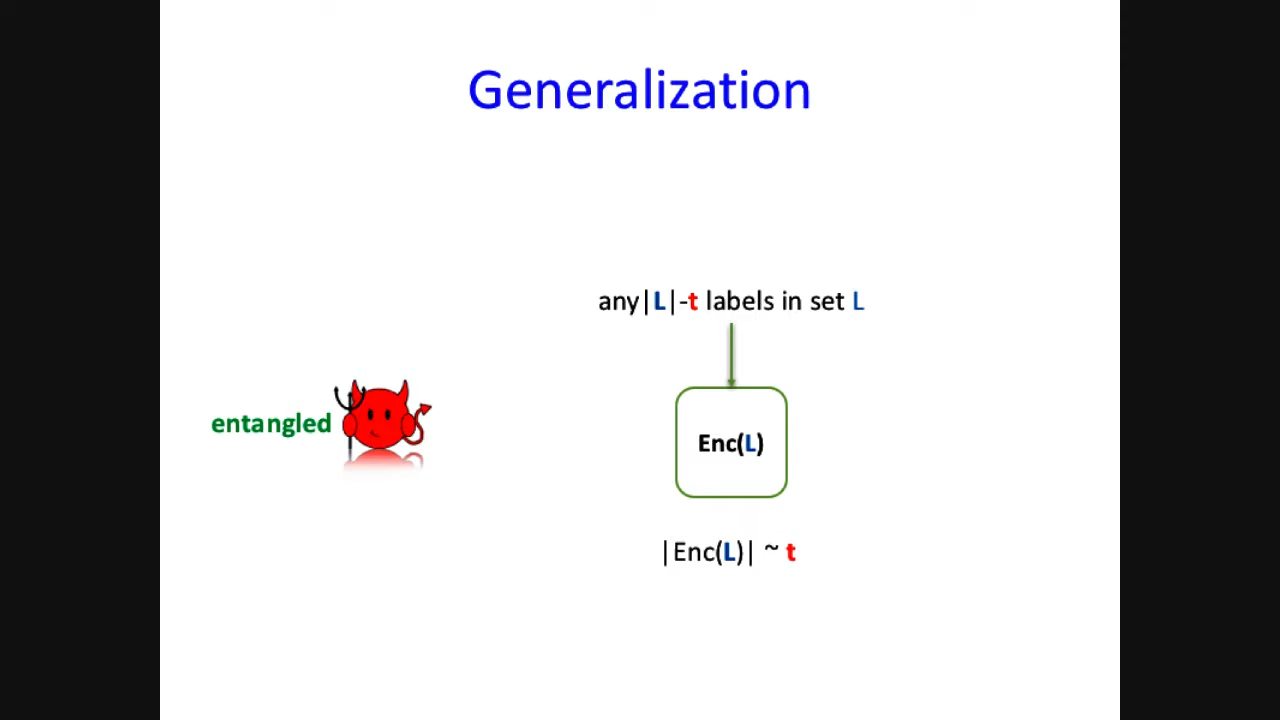 Generalization
any|L|-t labels in set L
entangled
Enc(L)
|Enc(L)| ~ t